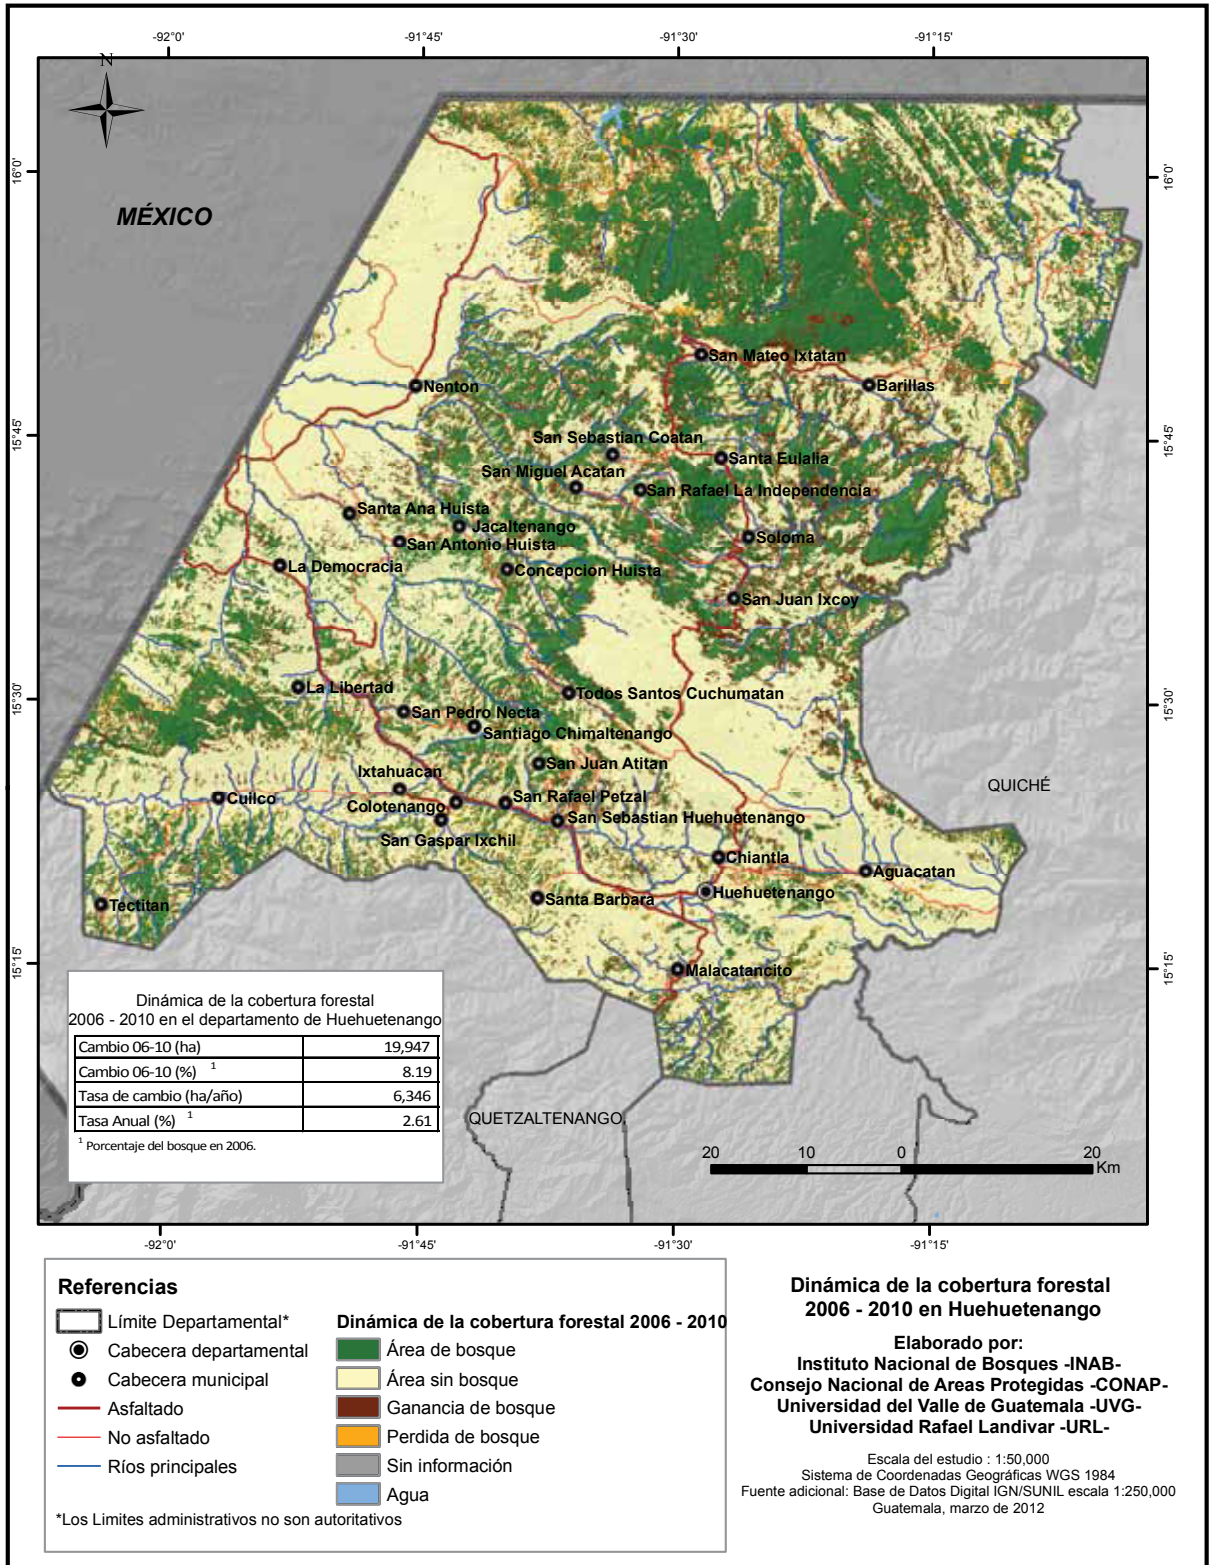 -92°0' -91°45' -91°30' -91°15'
N
16°0' 16°0'
MÉXICO
San Mateo Ixtatan
Nenton
Barillas
15°45' 15°45'
San Sebastian Coatan
Santa Eulalia
San Miguel Acatan
San Rafael La Independencia
Santa Ana Huista
Jacaltenango
San Antonio Huista
Soloma
La Democracia
Concepcion Huista
San Juan Ixcoy
La Libertad
Todos Santos Cuchumatan
15°30' 15°30'
San Pedro Necta
Santiago Chimaltenango
San Juan Atitan
Ixtahuacan
QUICHÉ
Cuilco
Colotenango
San Rafael Petzal
San Sebastian Huehuetenango
San Gaspar Ixchil
Chiantla
Aguacatan
Huehuetenango
Santa Barbara
Tectitan
15°15' 15°15'
Malacatancito
Dinámica de la cobertura forestal
2006 - 2010 en el departamento de Huehuetenango
Cambio 06-10 (ha) 19,947
Cambio 06-10 (%) 1 8.19
Tasa de cambio (ha/año) 6,346
Tasa Anual (%) 1 2.61
1 Porcentaje del bosque en 2006.
QUETZALTENANGO
20 10 0 20
Km
-92°0' -91°45' -91°30' -91°15'
Referencias
Límite Departamental*
Cabecera departamental
Cabecera municipal
Asfaltado
No asfaltado
Ríos principales
*Los Limites administrativos no son autoritativos
Dinámica de la cobertura forestal 2006 - 2010
Área de bosque
Área sin bosque
Ganancia de bosque
Perdida de bosque
Sin información
Agua
Dinámica de la cobertura forestal
2006 - 2010 en Huehuetenango
Elaborado por:
Instituto Nacional de Bosques -INAB-
Consejo Nacional de Areas Protegidas -CONAP-
Universidad del Valle de Guatemala -UVG-
Universidad Rafael Landivar -URL-
Escala del estudio : 1:50,000
Sistema de Coordenadas Geográficas WGS 1984
Fuente adicional: Base de Datos Digital IGN/SUNIL escala 1:250,000
Guatemala, marzo de 2012